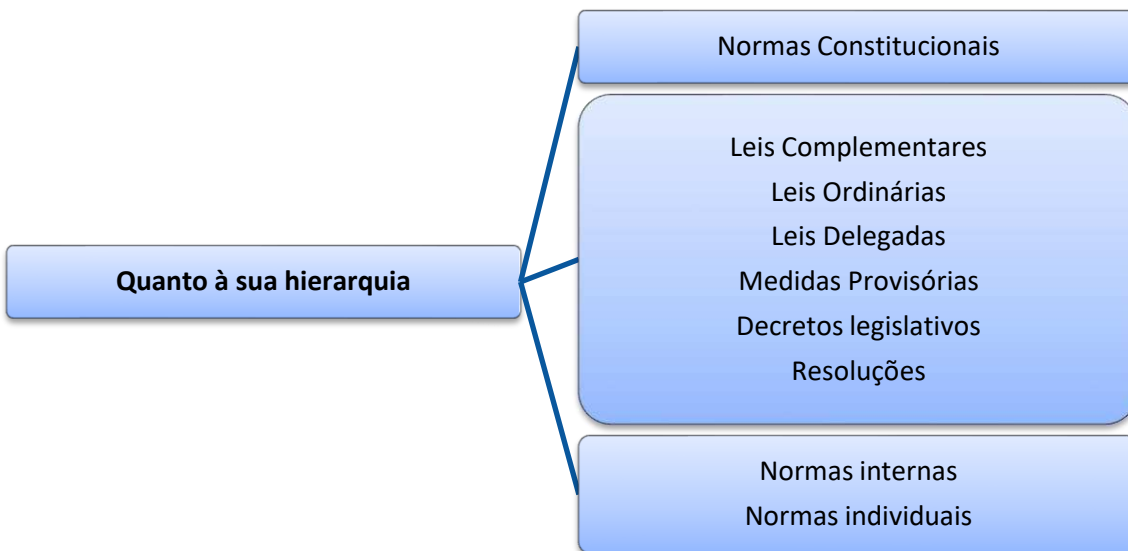 Quanto à sua hierarquia
Normas Constitucionais
Leis Complementares
Leis Ordinárias
Leis Delegadas
Medidas Provisórias
Decretos legislativos
Resoluções
Normas internas
Normas individuais